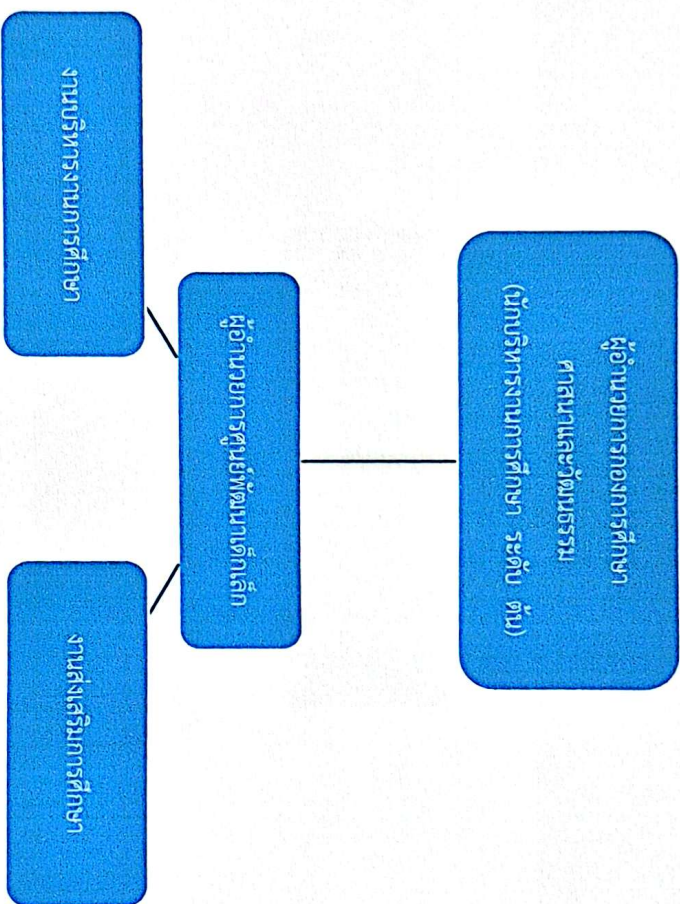 ผู้อำนวยการกองการศึกษา
ศาสนาและวัฒนธรรม
(นักบริหารงานการศึกษา ระดับ ต้น)
ผู้อำนวยการศูนย์พัฒนาเด็กเล็ก
งานบริหารงานการศึกษา
งานส่งเสริมการศึกษา